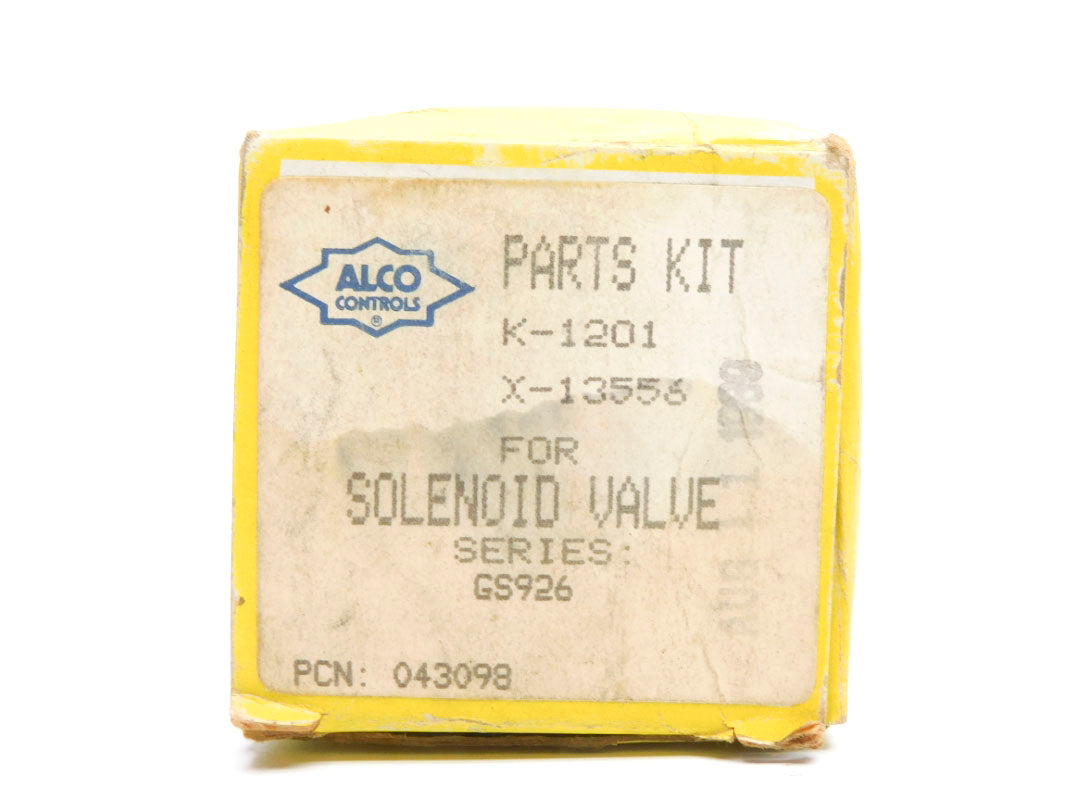 ALCO
CONTROLS
®
PARTS KIT
K-1201
X-13556
FOR
SOLENOID VALVE
SERIES:
GS926
PCN: 043098